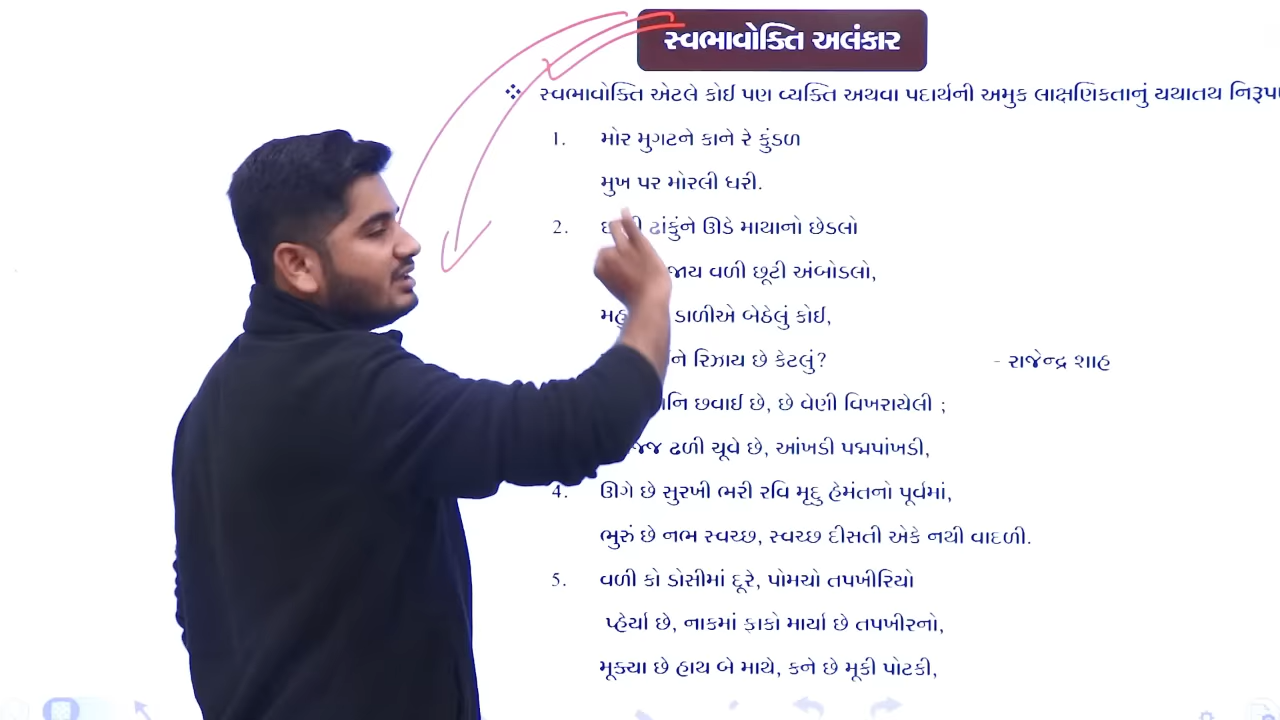 સ્વભાવોક્તિ અલંકાર
❖ સ્વભાવોક્તિ એટલે કોઈ પણ વ્યક્તિ અથવા પદાર્થની અમુક લાક્ષણિકતાનું યથાતથ
1. મોર મુગટને કાને રે કુંડળ
મુખ પર મોરલી ધરી.
2. ઢાંકુંને ઊડે માથાનો છેડલો
જાય વળી છૂટી અંબોડલો,
ડાળીએ બેઠેલું કોઈ,
રિઝાય છે કેટલું? - રાજેન્દ્ર શાહ
છવાઈ છે, છે વેણી વિખરાયેલી ;
ઢળી ચૂવે છે, આંખડી પદ્મપાંખડી,
4. ઊગે છે સુરખી ભરી રવિ મૃદુ હેમંતનો પૂર્વમાં,
ભુરું છે નભ સ્વચ્છ, સ્વચ્છ દીસતી એકે નથી વાદળી.
5. વળી કો ડોસીમાં દૂરે, પોમચો તપખીરિયો
પ્હેર્યા છે, નાકમાં ફાકો માર્યા છે તપખીરનો,
મૂક્યા છે હાથ બે માથે, કને છે મૂકી પોટકી,